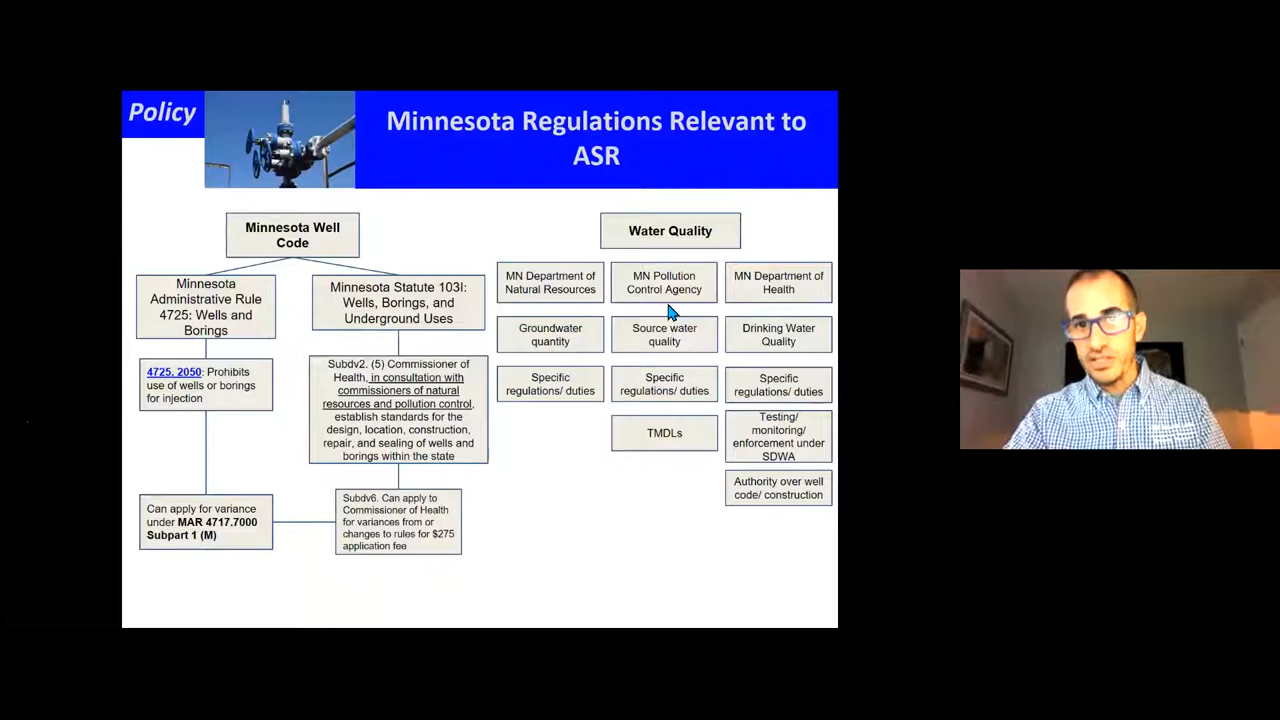 Policy
Minnesota Regulations Relevant to
ASR
Minnesota Well
Code
Minnesota
Administrative Rule
4725: Wells and
Borings
Minnesota Statute 103I:
Wells, Borings, and
Underground Uses
4725. 2050: Prohibits
use of wells or borings
for injection
Subdv2. (5) Commissioner of
Health, in consultation with
commissioners of natural
resources and pollution control,
establish standards for the
design, location, construction,
repair, and sealing of wells and
borings within the state
Can apply for variance
under MAR 4717.7000
Subpart 1 (M)
Subdv6. Can apply to
Commissioner of Health
for variances from or
changes to rules for $275
application fee
Water Quality
MN Department of
Natural Resources
Groundwater
quantity
Specific
regulations/ duties
MN Pollution
Control Agency
Source water
quality
Specific
regulations/ duties
TMDLs
MN Department of
Health
Drinking Water
Quality
Specific
regulations/ duties
Testing/
monitoring/
enforcement under
SDWA
Authority over well
code/ construction